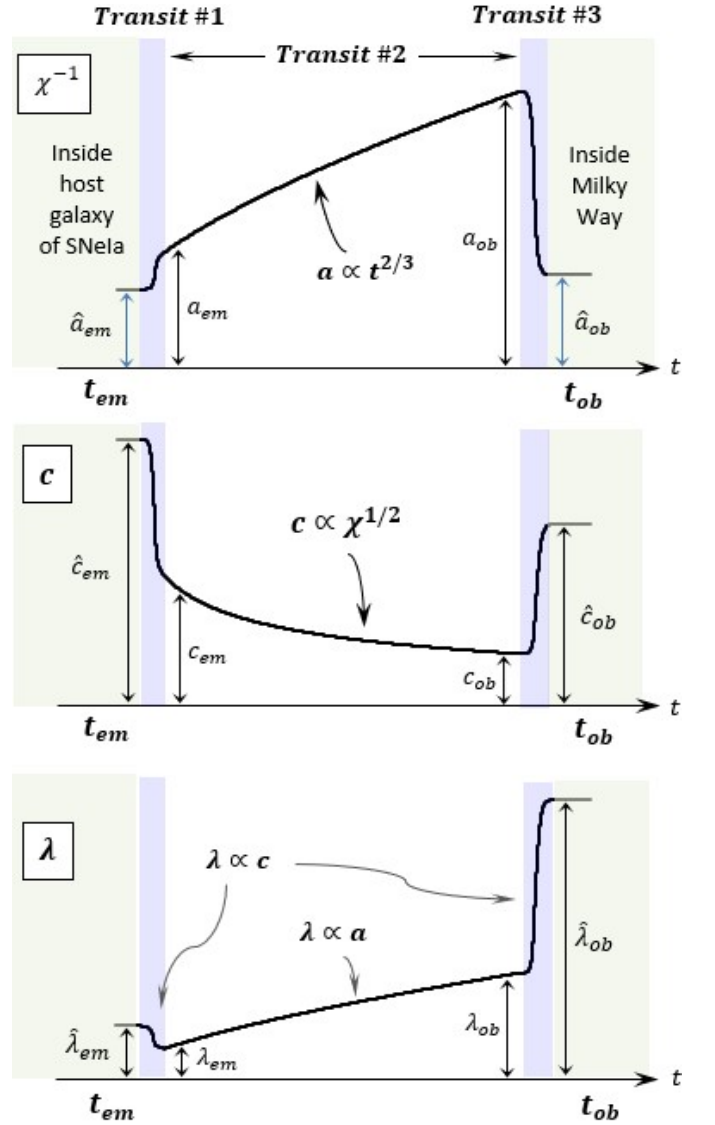 Transit #1
Transit #3
Transit #2
χ⁻¹
Inside
host
galaxy
of SNeIa
Inside
Milky
Way
a ∝ t^{2/3}
â_{em}
a_{em}
a_{ob}
â_{ob}
t
t_{em}
t_{ob}
c
c ∝ χ^{1/2}
ĉ_{em}
c_{em}
c_{ob}
ĉ_{ob}
t
t_{em}
t_{ob}
λ
λ ∝ c
λ ∝ a
λ̂_{em}
λ_{em}
λ_{ob}
λ̂_{ob}
t
t_{em}
t_{ob}